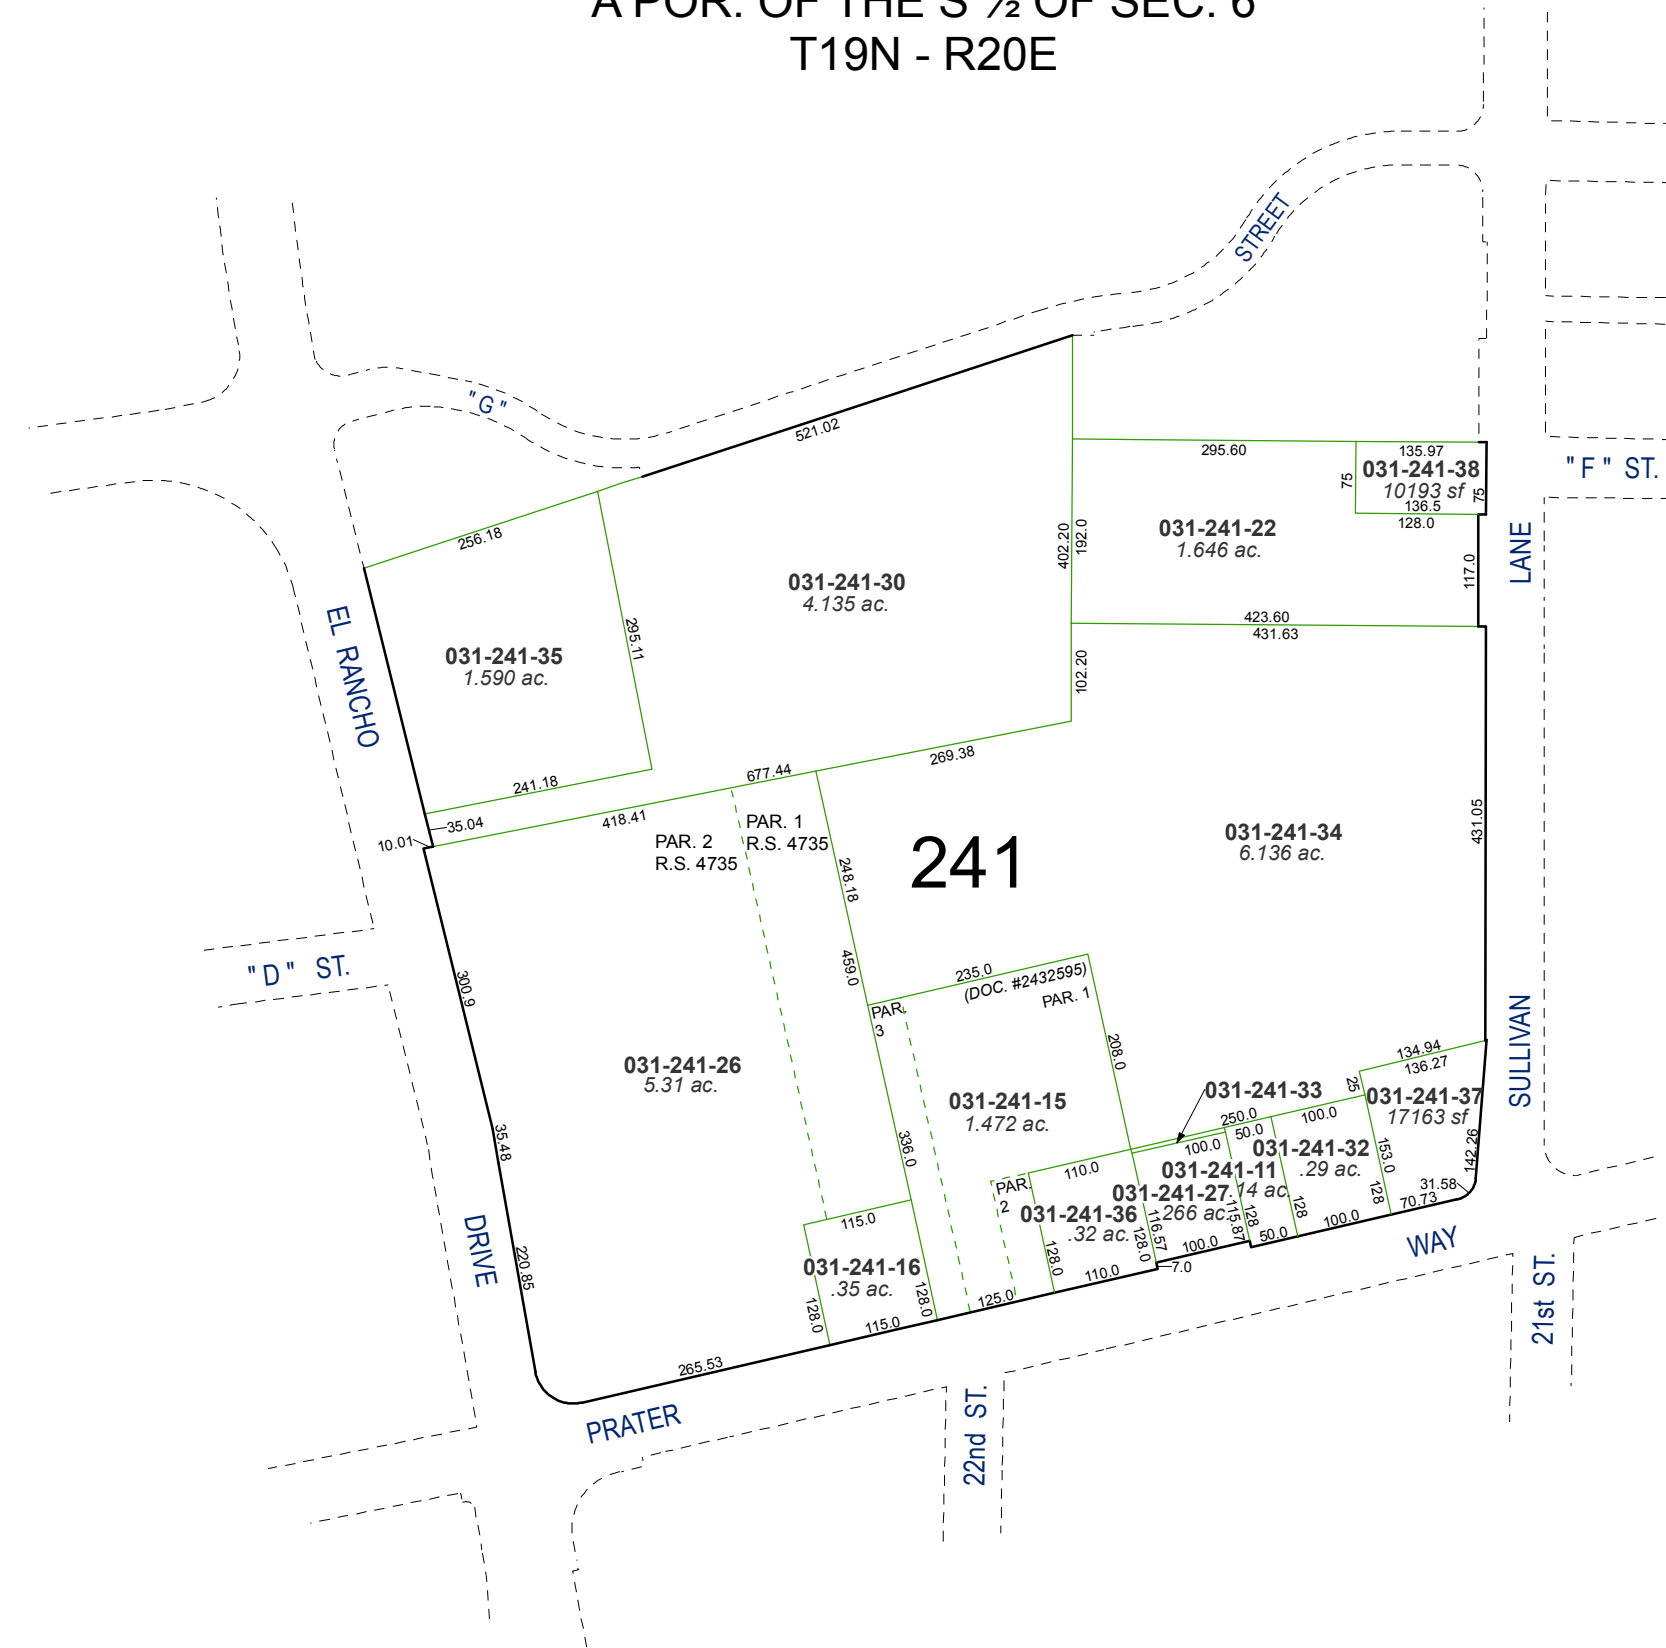 A POR. OF THE S ½ OF SEC. 6
T19N - R20E
STREET
"G"
521.02
295.60
135.97
031-241-38
10193 sf
75
75
136.5
128.0
"F" ST.
256.18
402.20
192.0
031-241-22
1.646 ac.
117.0
LANE
031-241-30
4.135 ac.
295.11
423.60
431.63
EL RANCHO
031-241-35
1.590 ac.
102.20
241.18
677.44
269.38
35.04
10.01
418.41
PAR. 2
R.S. 4735
PAR. 1
R.S. 4735
241
031-241-34
6.136 ac.
431.05
248.18
459.0
"D" ST.
300.9
235.0
(DOC. #2432595)
PAR. 1
PAR.
3
208.0
SULLIVAN
134.94
136.27
25
031-241-37
17163 sf
031-241-26
5.31 ac.
031-241-15
1.472 ac.
031-241-33
250.0
100.0
50.0
100.0
35.48
336.0
110.0
031-241-32
.29 ac.
153.0
142.26
031-241-11
.14 ac.
031-241-27
.266 ac.
PAR.
2
031-241-36
.32 ac.
128.0
128.0
116.57
115.87
128
128
128
31.58
70.73
100.0
50.0
100.0
7.0
110.0
115.0
031-241-16
.35 ac.
128.0
128.0
125.0
115.0
DRIVE
220.85
265.53
PRATER
WAY
22nd ST.
21st ST.